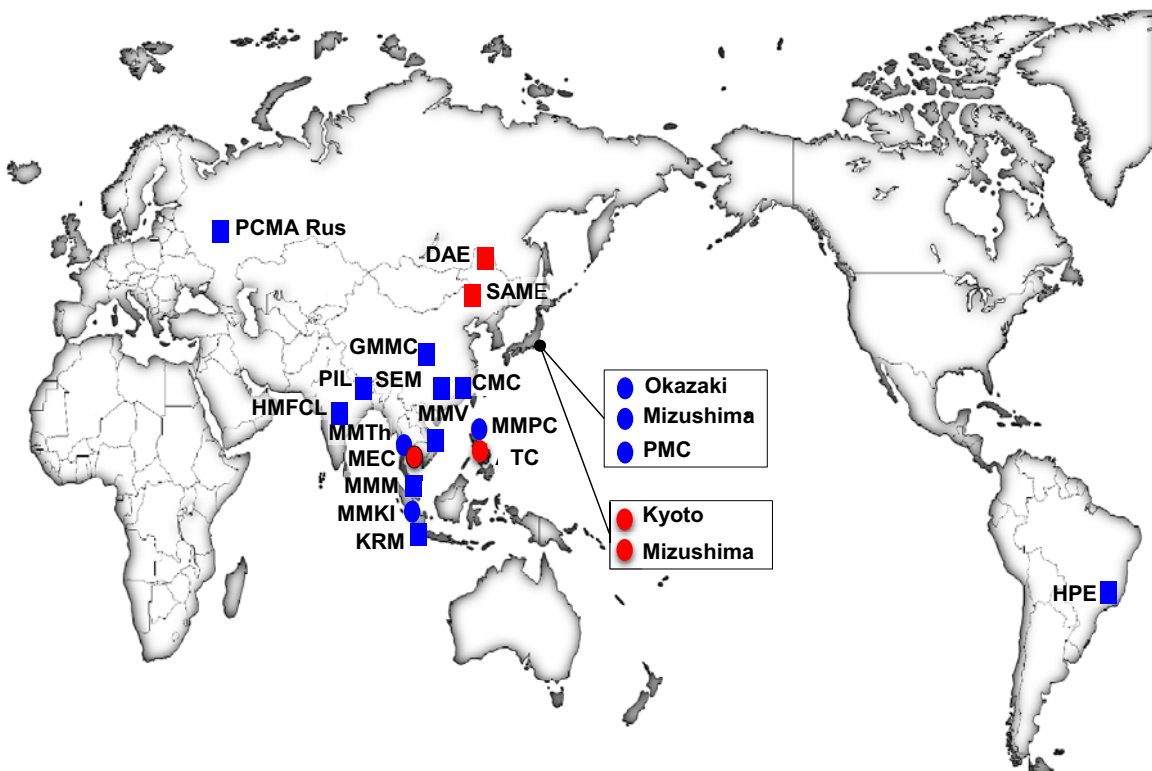 PCMA Rus
DAE
SAME
GMMC
PIL
SEM
CMC
HMFCL
MMV
MMTh
MMPC
MEC
TC
MMM
MMKI
KRM
Okazaki
Mizushima
PMC
Kyoto
Mizushima
HPE